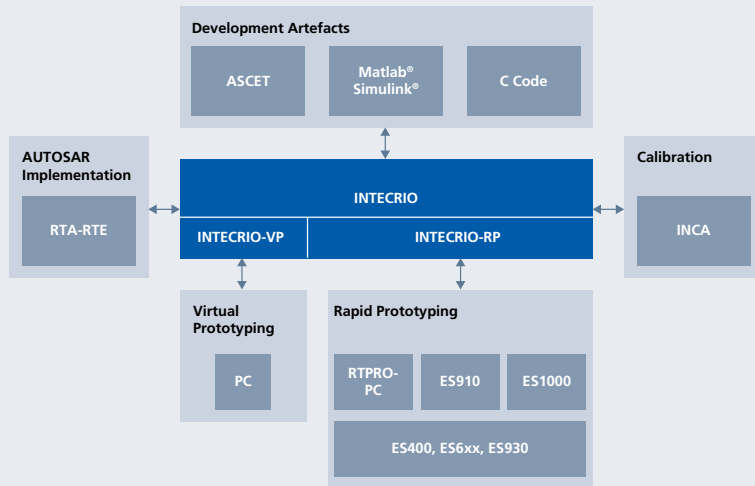 Development Artefacts
ASCET
Matlab®
Simulink®
C Code
AUTOSAR
Implementation
RTA-RTE
INTECRIO
INTECRIO-VP
INTECRIO-RP
Calibration
INCA
Virtual
Prototyping
PC
Rapid Prototyping
RTPRO-
PC
ES910
ES1000
ES400, ES6xx, ES930